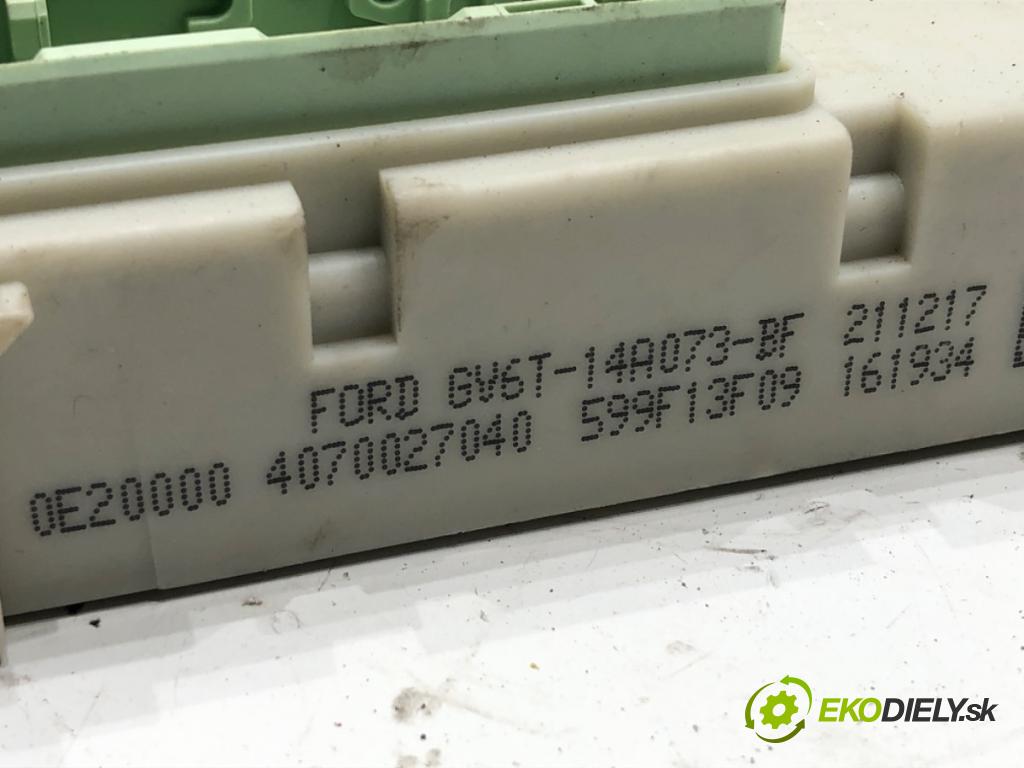 FORD GV6T-14A073-BF 211217
0E20000 4070027040 599F13F09 161934
EKODIELY.sk